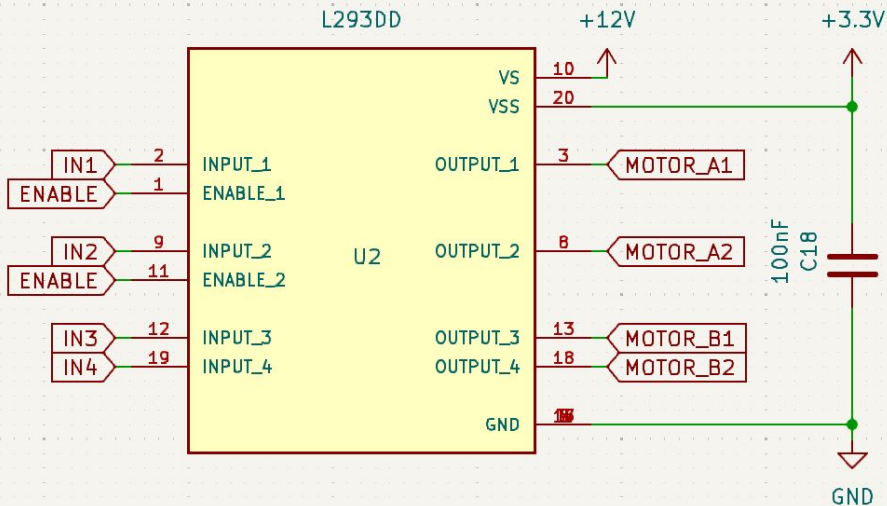 L293DD
+12V
+3.3V
VS
10
VSS
20
IN1
2
INPUT_1
OUTPUT_1
3
MOTOR_A1
ENABLE
1
ENABLE_1
IN2
9
INPUT_2
OUTPUT_2
8
MOTOR_A2
U2
100nF
C18
ENABLE
11
ENABLE_2
IN3
12
INPUT_3
OUTPUT_3
13
MOTOR_B1
IN4
19
INPUT_4
OUTPUT_4
18
MOTOR_B2
GND
GND